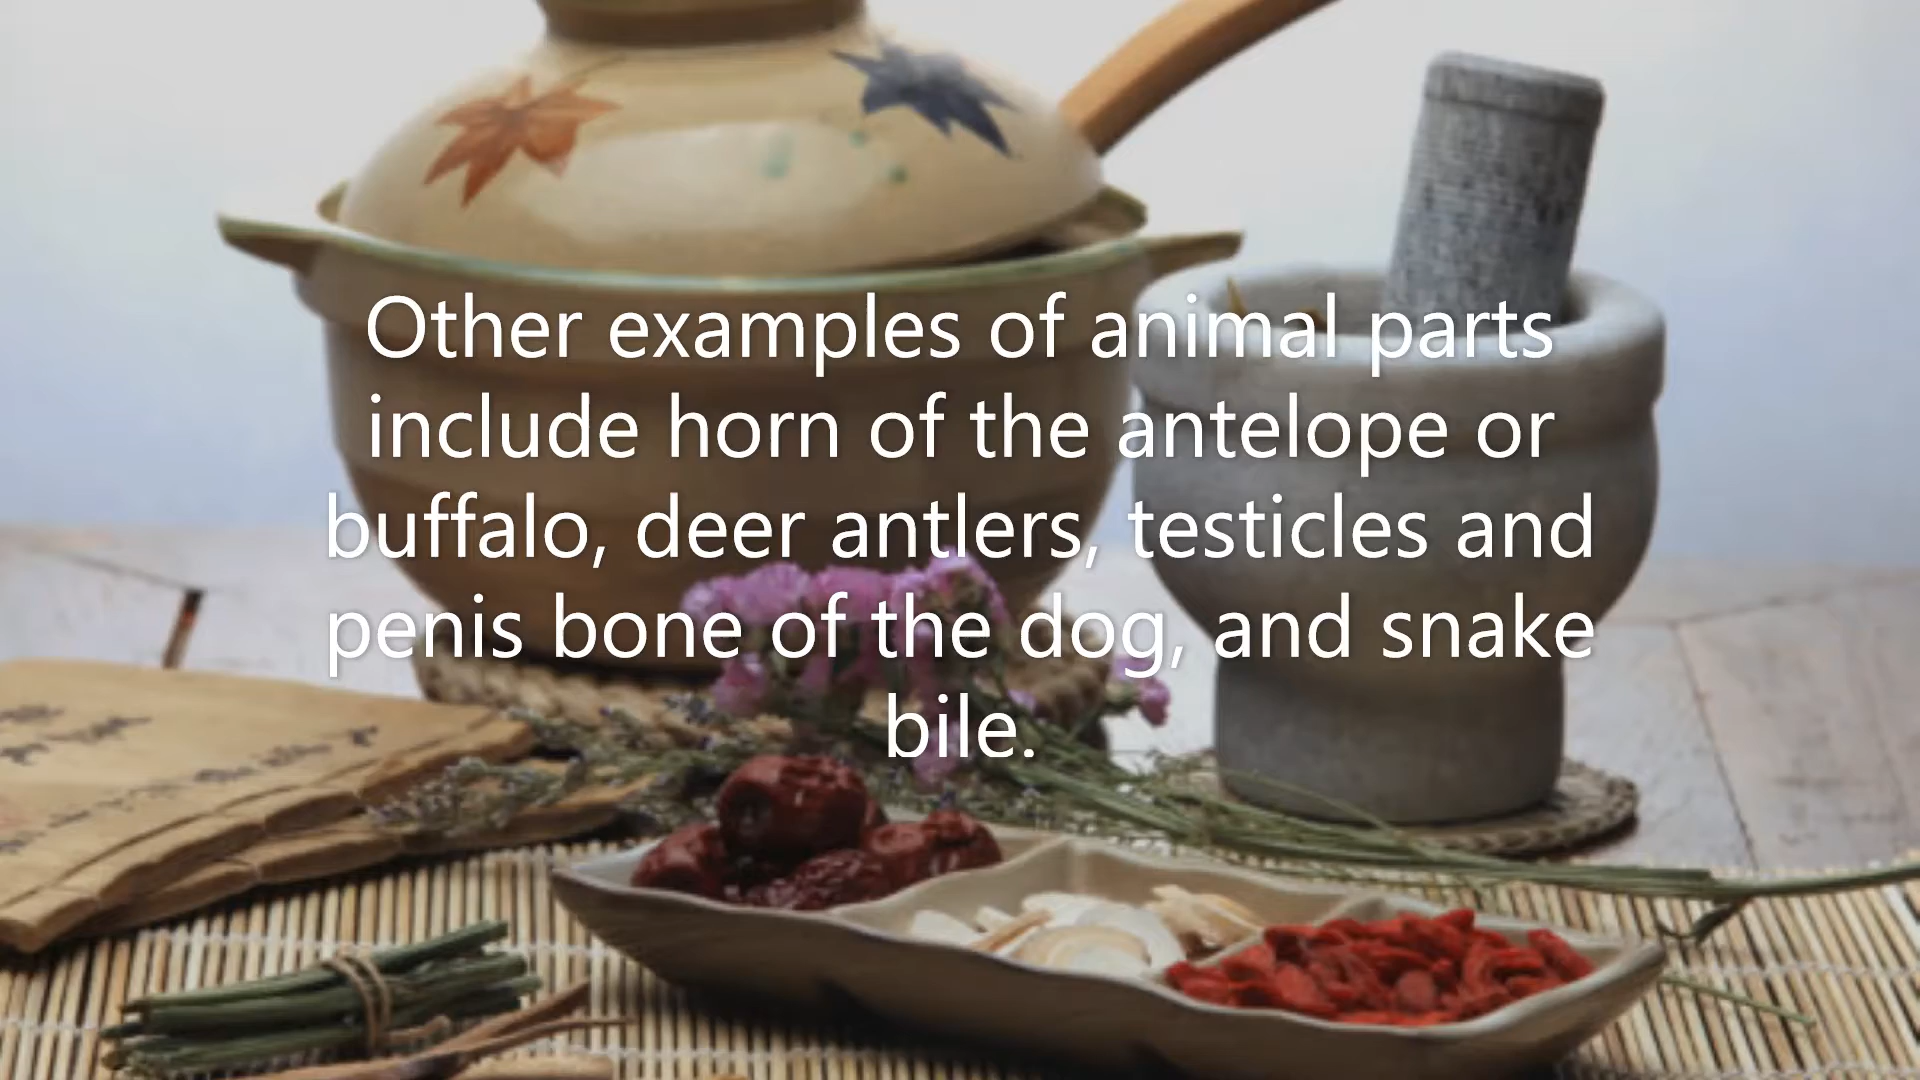 Other examples of animal parts
include horn of the antelope or
buffalo, deer antlers, testicles and
penis bone of the dog, and snake
bile.